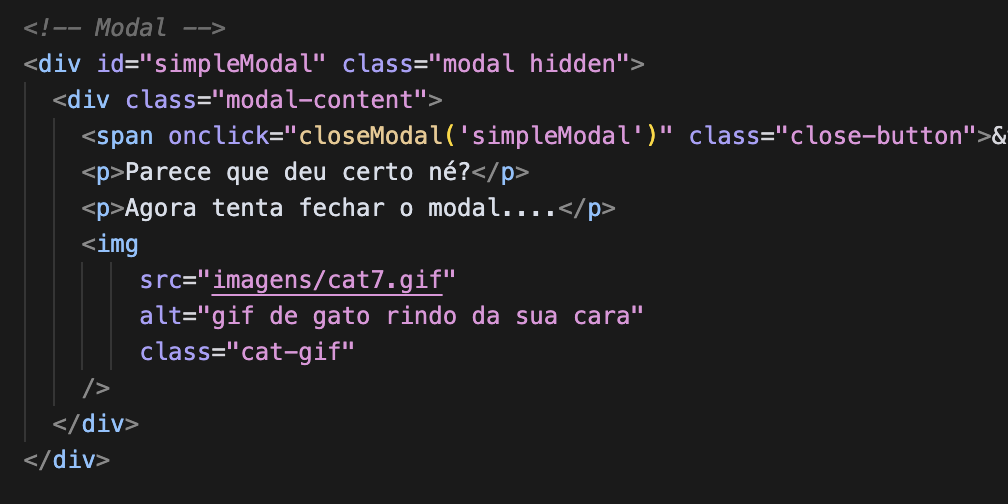 <!-- Modal -->
<div id="simpleModal" class="modal hidden">
<div class="modal-content">
<span onclick="closeModal('simpleModal')" class="close-button">&
<p>Parece que deu certo né?</p>
<p>Agora tenta fechar o modal....</p>
<img
src="imagens/cat7.gif"
alt="gif de gato rindo da sua cara"
class="cat-gif"
/>
</div>
</div>